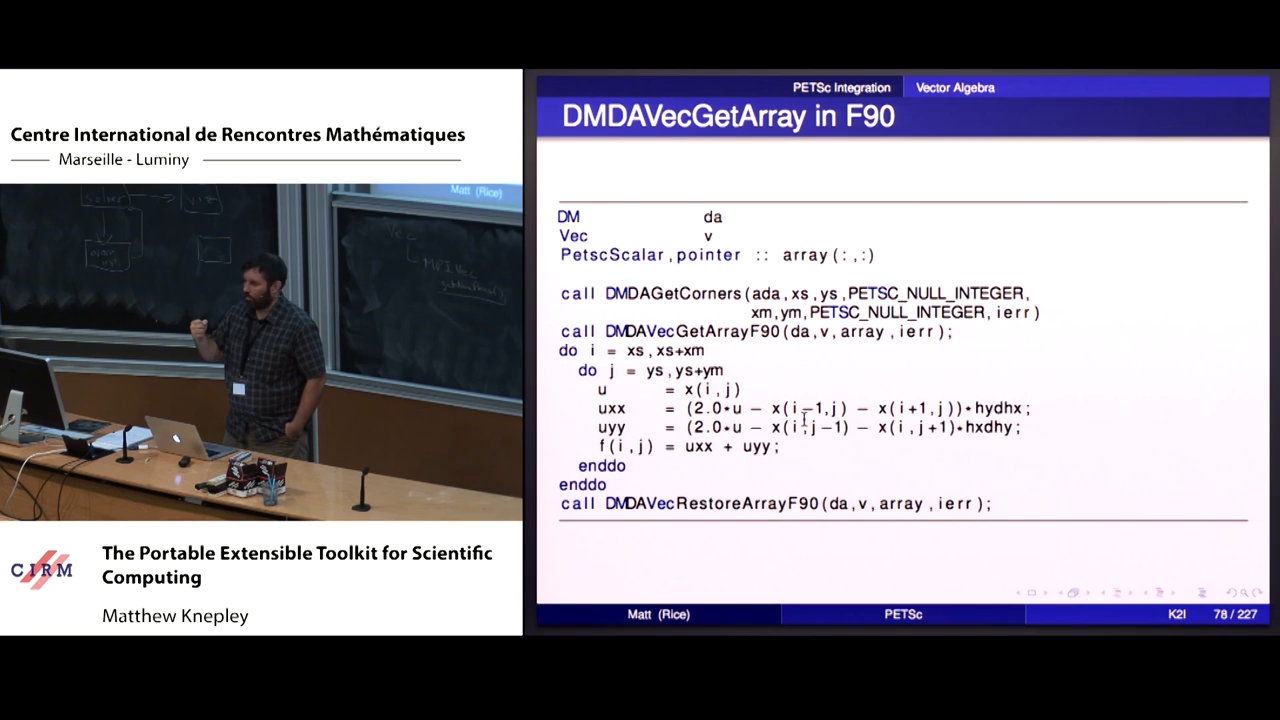 Centre International de Rencontres Mathématiques
Marseille - Luminy
Matt (Rice)
Vec
MPIVec
CIRM
The Portable Extensible Toolkit for Scientific
Computing
Matthew Knepley
PETSc Integration Vector Algebra
DMDAVecGetArray in F90
DM da
Vec v
PetscScalar,pointer :: array(:,:)
call DMDAGetCorners(ada,xs,ys,PETSC_NULL_INTEGER,
xm,ym,PETSC_NULL_INTEGER,ierr)
call DMDAVecGetArrayF90(da,v,array,ierr);
do i = xs,xs+xm
do j = ys,ys+ym
u = x(i,j)
uxx = (2.0*u - x(i-1,j) - x(i+1,j))*hydhx;
uyy = (2.0*u - x(i,j-1) - x(i,j+1)*hxdhy;
f(i,j) = uxx + uyy;
enddo
enddo
call DMDAVecRestoreArrayF90(da,v,array,ierr);
Matt (Rice) PETSc K2I 78 / 227